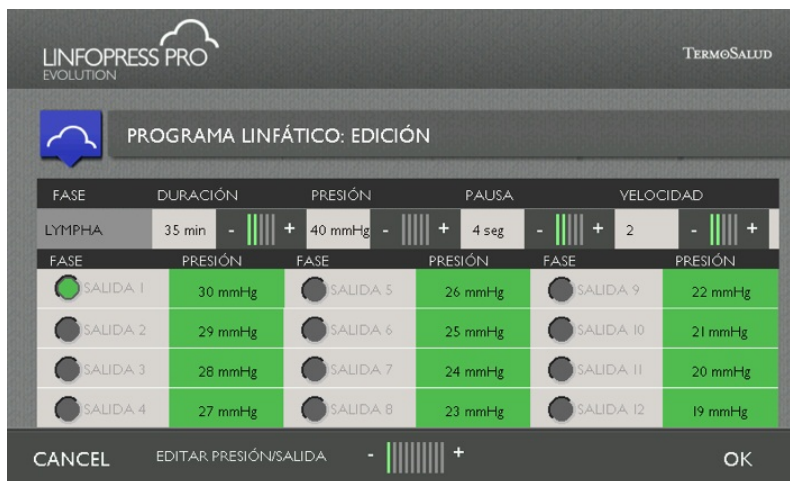 LINFOPRESS PRO
EVOLUTION
TERMOSALUD
PROGRAMA LINFÁTICO: EDICIÓN
FASE DURACIÓN PRESIÓN PAUSA VELOCIDAD
LYMPHA 35 min - + 40 mmHg - + 4 seg - + 2 - +
FASE PRESIÓN FASE PRESIÓN FASE PRESIÓN
SALIDA 1 30 mmHg SALIDA 5 26 mmHg SALIDA 9 22 mmHg
SALIDA 2 29 mmHg SALIDA 6 25 mmHg SALIDA 10 21 mmHg
SALIDA 3 28 mmHg SALIDA 7 24 mmHg SALIDA 11 20 mmHg
SALIDA 4 27 mmHg SALIDA 8 23 mmHg SALIDA 12 19 mmHg
CANCEL EDITAR PRESIÓN/SALIDA - + OK